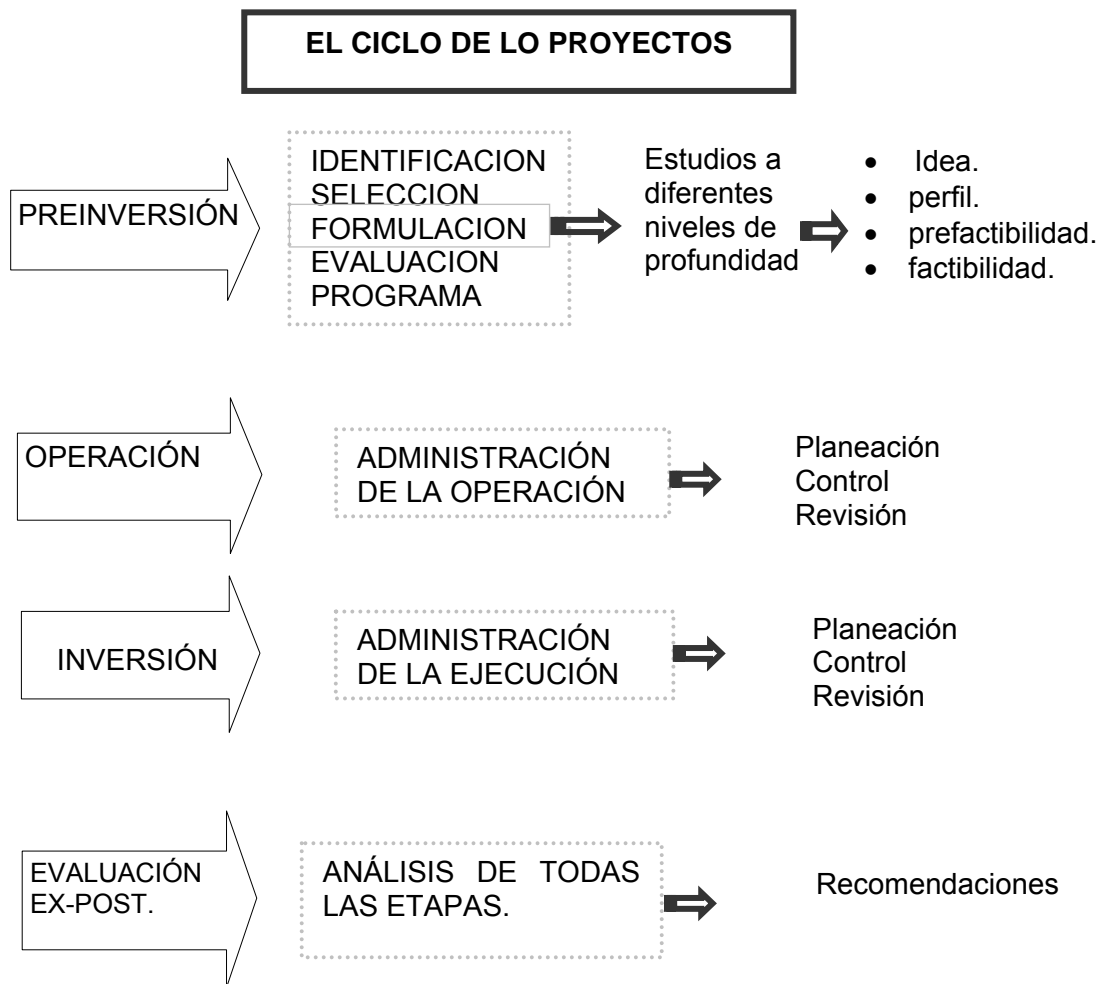 EL CICLO DE LO PROYECTOS
PREINVERSIÓN
IDENTIFICACION
SELECCION
FORMULACION
EVALUACION
PROGRAMA
Estudios a
diferentes
niveles de
profundidad
• Idea.
• perfil.
• prefactibilidad.
• factibilidad.
OPERACIÓN
ADMINISTRACIÓN
DE LA OPERACIÓN
Planeación
Control
Revisión
INVERSIÓN
ADMINISTRACIÓN
DE LA EJECUCIÓN
Planeación
Control
Revisión
EVALUACIÓN
EX-POST.
ANÁLISIS DE TODAS
LAS ETAPAS.
Recomendaciones